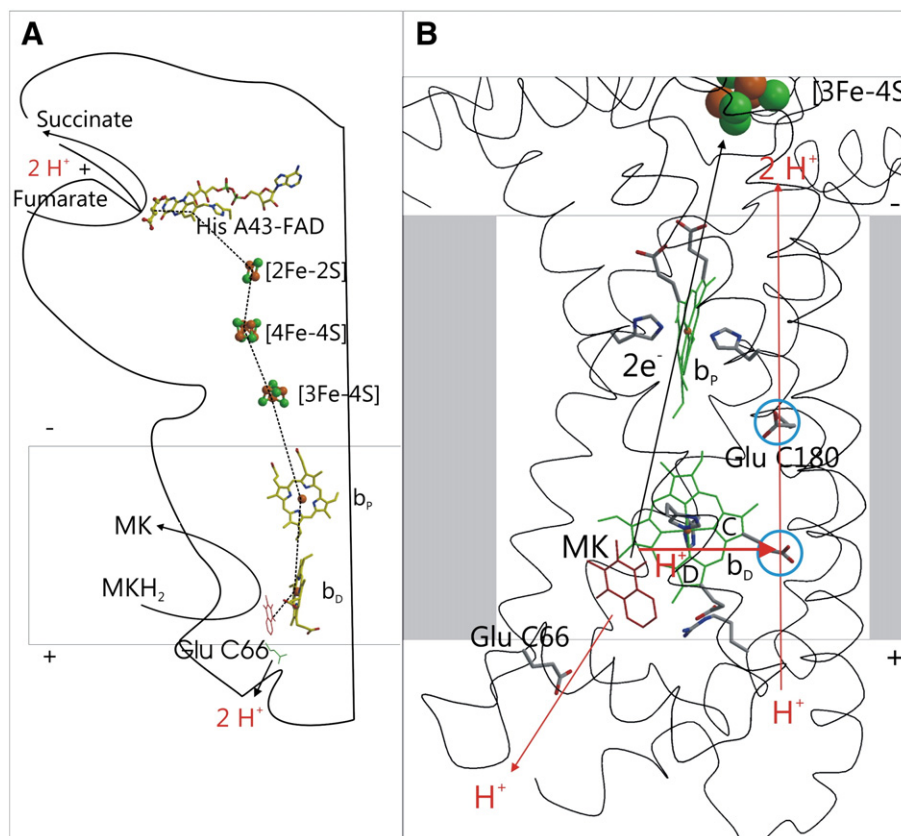 A
Succinate
2 H⁺ +
Fumarate
His A43-FAD
[2Fe-2S]
[4Fe-4S]
[3Fe-4S]
-
b_P
MK
MKH₂
b_D
Glu C66
+
2 H⁺
B
[3Fe-4S
2 H⁺
-
2e⁻
b_P
Glu C180
MK
C
H⁺
D
b_D
Glu C66
+
H⁺
H⁺